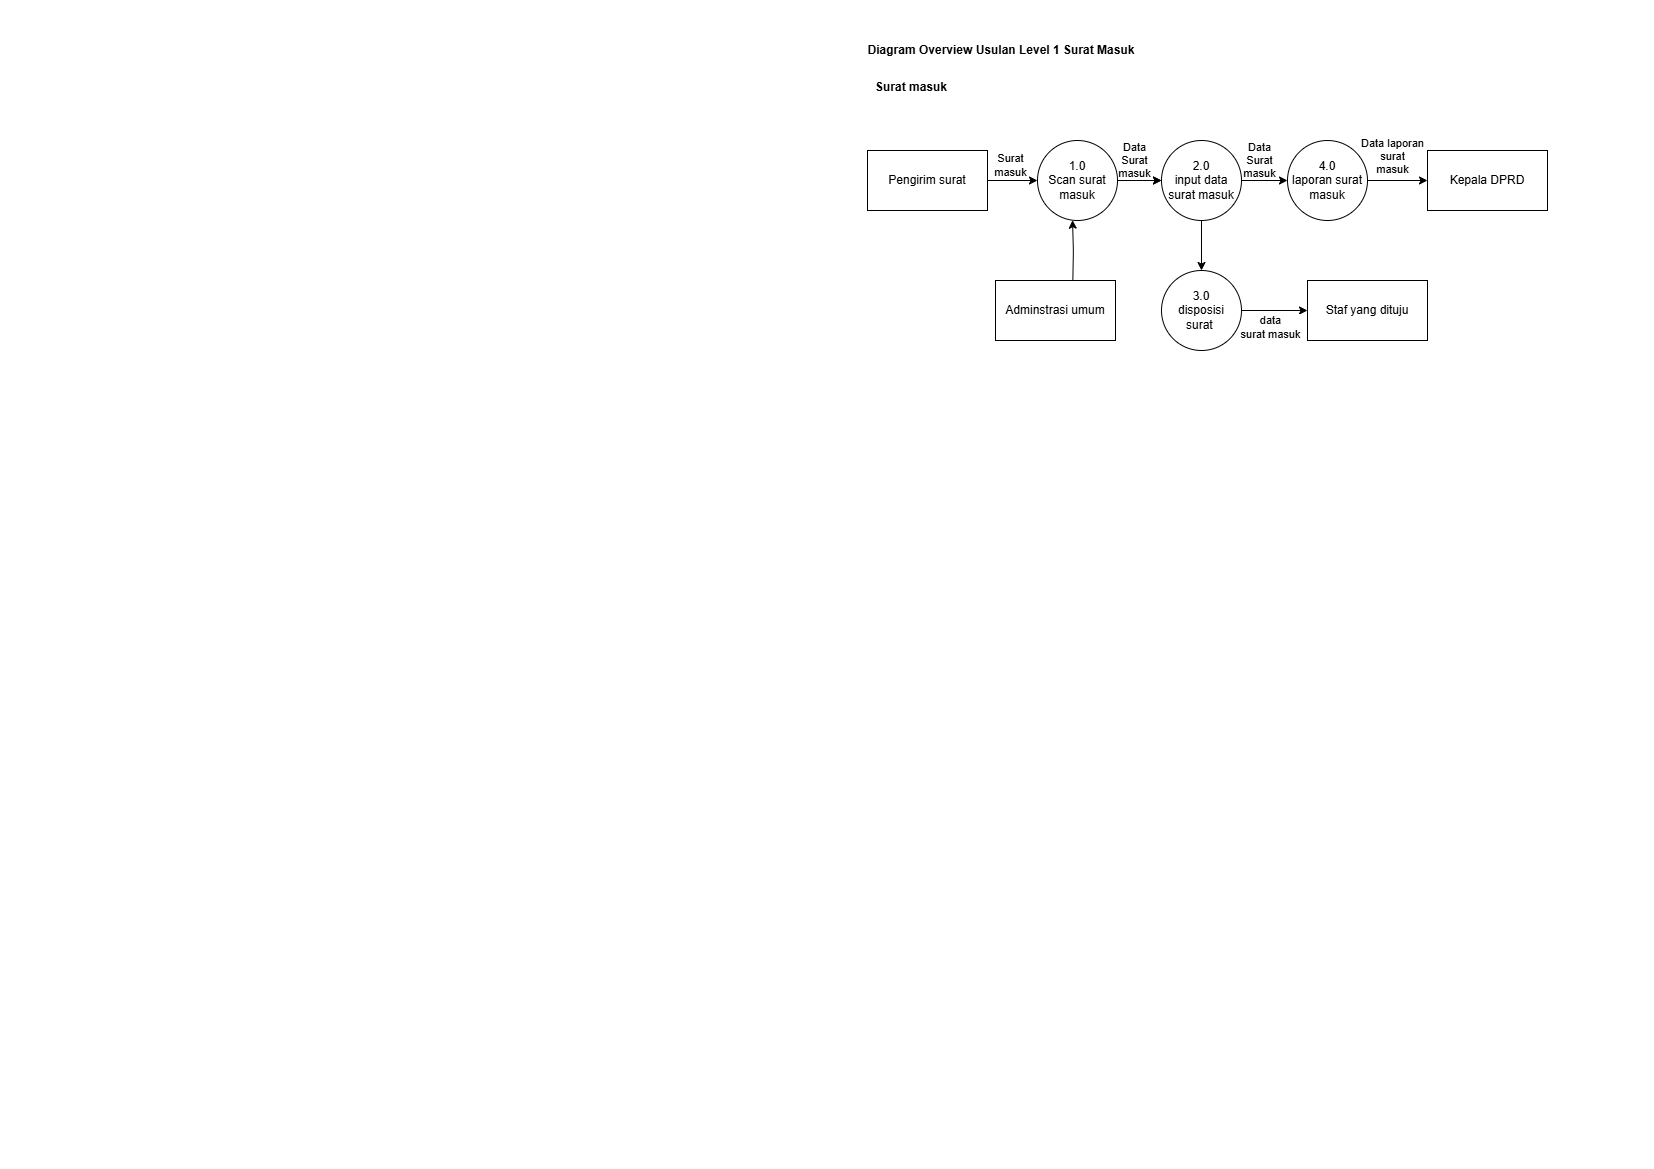 Diagram Overview Usulan Level 1 Surat Masuk
Surat masuk
Pengirim surat
Surat
masuk
1.0
Scan surat
masuk
Data
Surat
masuk
2.0
input data
surat masuk
Data
Surat
masuk
4.0
laporan surat
masuk
Data laporan
surat
masuk
Kepala DPRD
Adminstrasi umum
3.0
disposisi
surat
data
surat masuk
Staf yang dituju